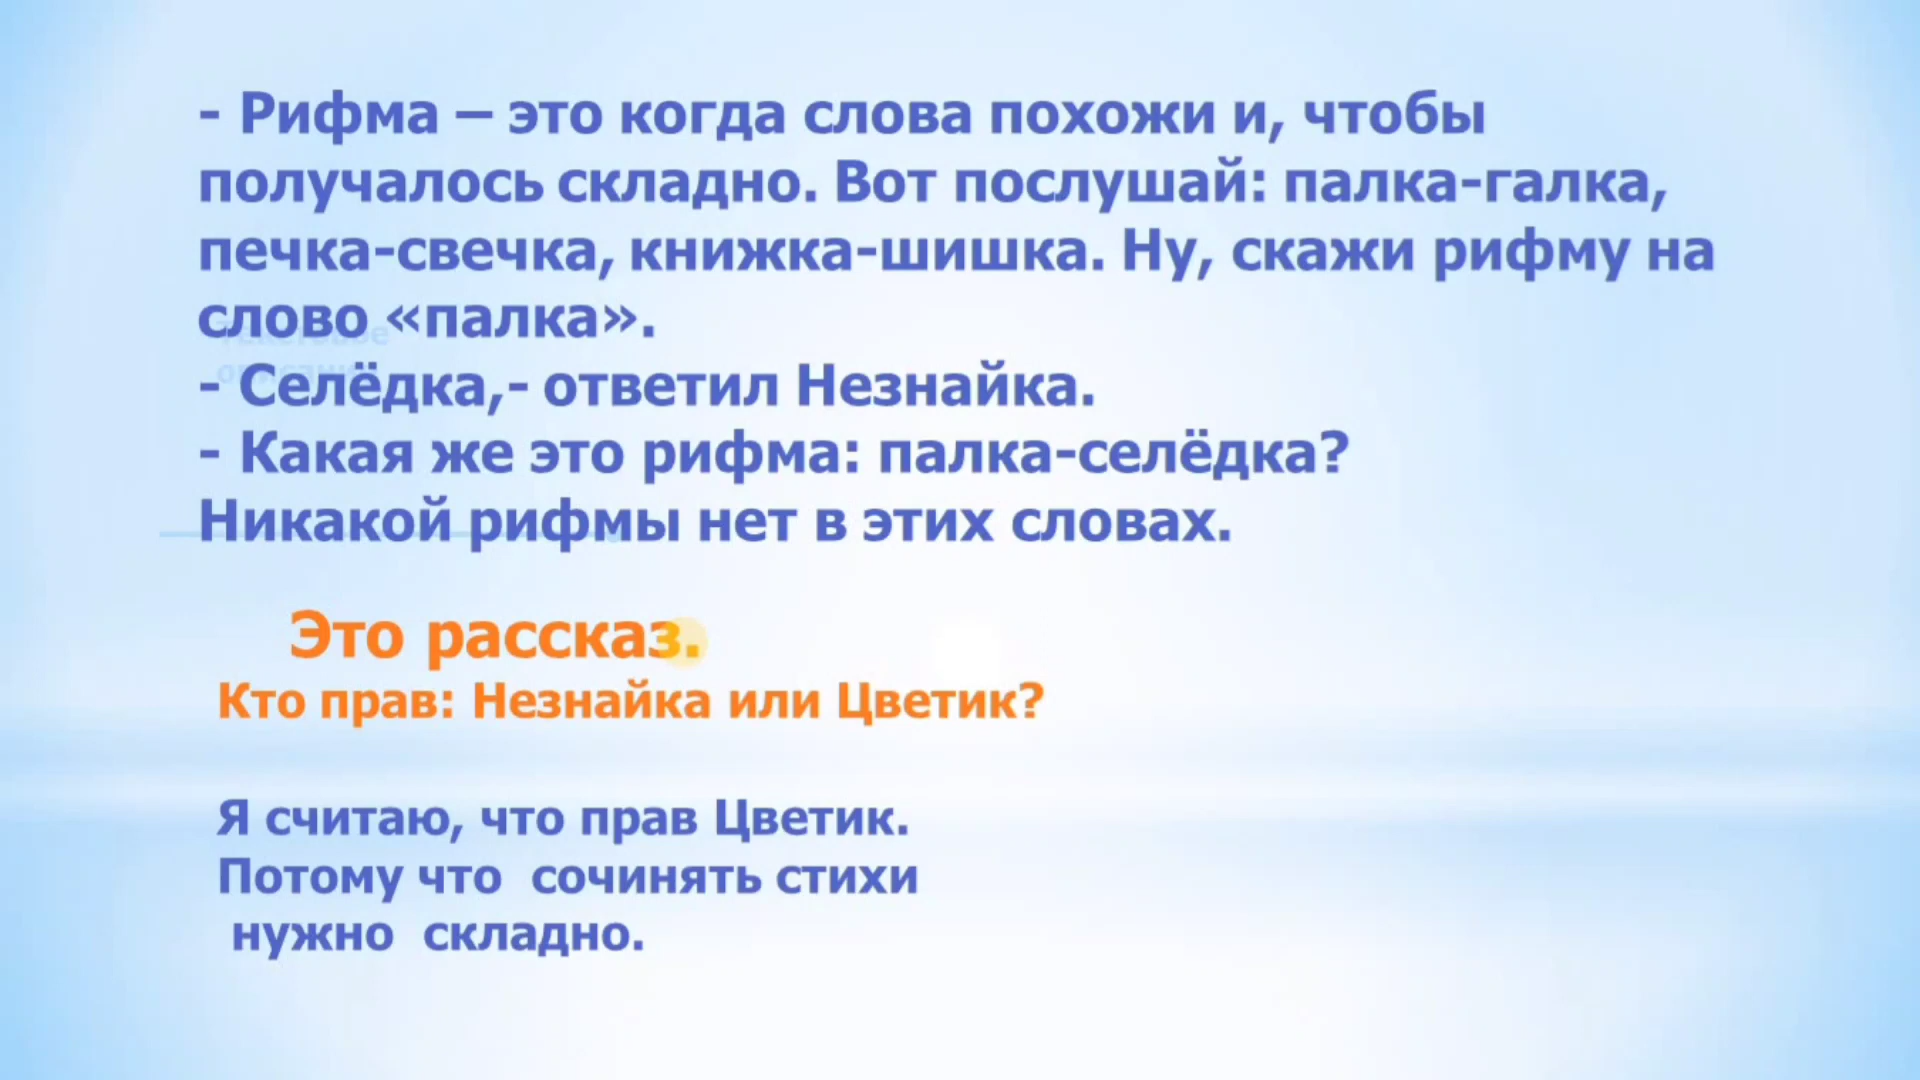 - Рифма – это когда слова похожи и, чтобы
получалось складно. Вот послушай: палка-галка,
печка-свечка, книжка-шишка. Ну, скажи рифму на
слово «палка».
- Селёдка,- ответил Незнайка.
- Какая же это рифма: палка-селёдка?
Никакой рифмы нет в этих словах.
Это рассказ.
Кто прав: Незнайка или Цветик?
Я считаю, что прав Цветик.
Потому что сочинять стихи
нужно складно.